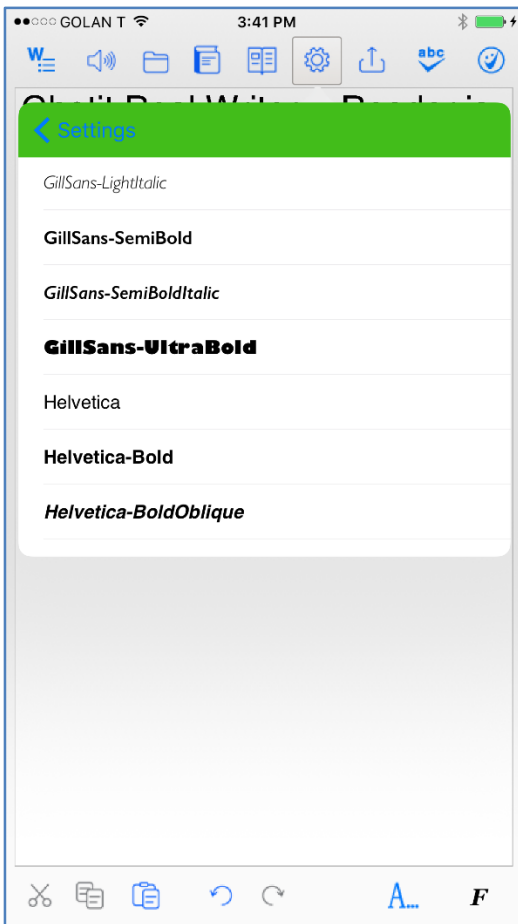 GOLAN T 3:41 PM
W
abc
Settings
GillSans-LightItalic
GillSans-SemiBold
GillSans-SemiBoldItalic
GillSans-UltraBold
Helvetica
Helvetica-Bold
Helvetica-BoldOblique
A... F